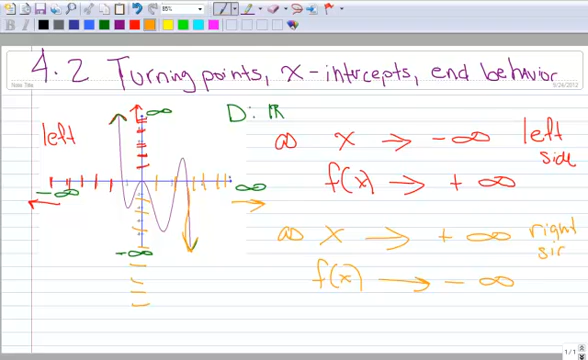 85%
4.2 Turning points, x-intercepts, end behavior
Note Title
9/26/2012
left
∞
D: ℝ
-∞
∞
-∞
as x → -∞ left side
f(x) → + ∞
as x → + ∞ right sir
f(x) → - ∞
1/1